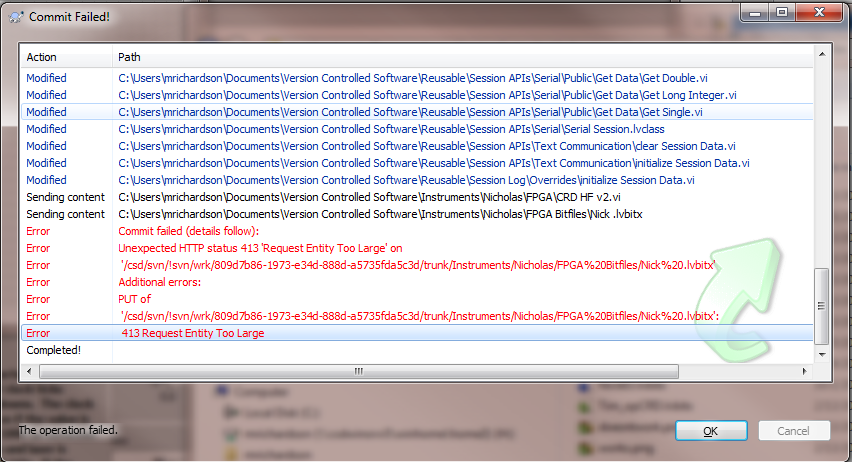 Commit Failed!
Action Path
Modified C:\Users\mrichardson\Documents\Version Controlled Software\Reusable\Session APIs\Serial\Public\Get Data\Get Double.vi
Modified C:\Users\mrichardson\Documents\Version Controlled Software\Reusable\Session APIs\Serial\Public\Get Data\Get Long Integer.vi
Modified C:\Users\mrichardson\Documents\Version Controlled Software\Reusable\Session APIs\Serial\Public\Get Data\Get Single.vi
Modified C:\Users\mrichardson\Documents\Version Controlled Software\Reusable\Session APIs\Serial\Serial Session.lvclass
Modified C:\Users\mrichardson\Documents\Version Controlled Software\Reusable\Session APIs\Text Communication\clear Session Data.vi
Modified C:\Users\mrichardson\Documents\Version Controlled Software\Reusable\Session APIs\Text Communication\initialize Session Data.vi
Modified C:\Users\mrichardson\Documents\Version Controlled Software\Reusable\Session Log\Overrides\initialize Session Data.vi
Sending content C:\Users\mrichardson\Documents\Version Controlled Software\Instruments\Nicholas\FPGA\CRD HF v2.vi
Sending content C:\Users\mrichardson\Documents\Version Controlled Software\Instruments\Nicholas\FPGA Bitfiles\Nick .lvbitx
Error Commit failed (details follow):
Error Unexpected HTTP status 413 'Request Entity Too Large' on
Error '/csd/svn/!svn/wrk/809d7b86-1973-e34d-888d-a5735fda5c3d/trunk/Instruments/Nicholas/FPGA%20Bitfiles/Nick%20.lvbitx'
Error Additional errors:
Error PUT of
Error '/csd/svn/!svn/wrk/809d7b86-1973-e34d-888d-a5735fda5c3d/trunk/Instruments/Nicholas/FPGA%20Bitfiles/Nick%20.lvbitx':
Error 413 Request Entity Too Large
Completed!
Computer
Local Disk (C:)
The operation failed.
OK Cancel